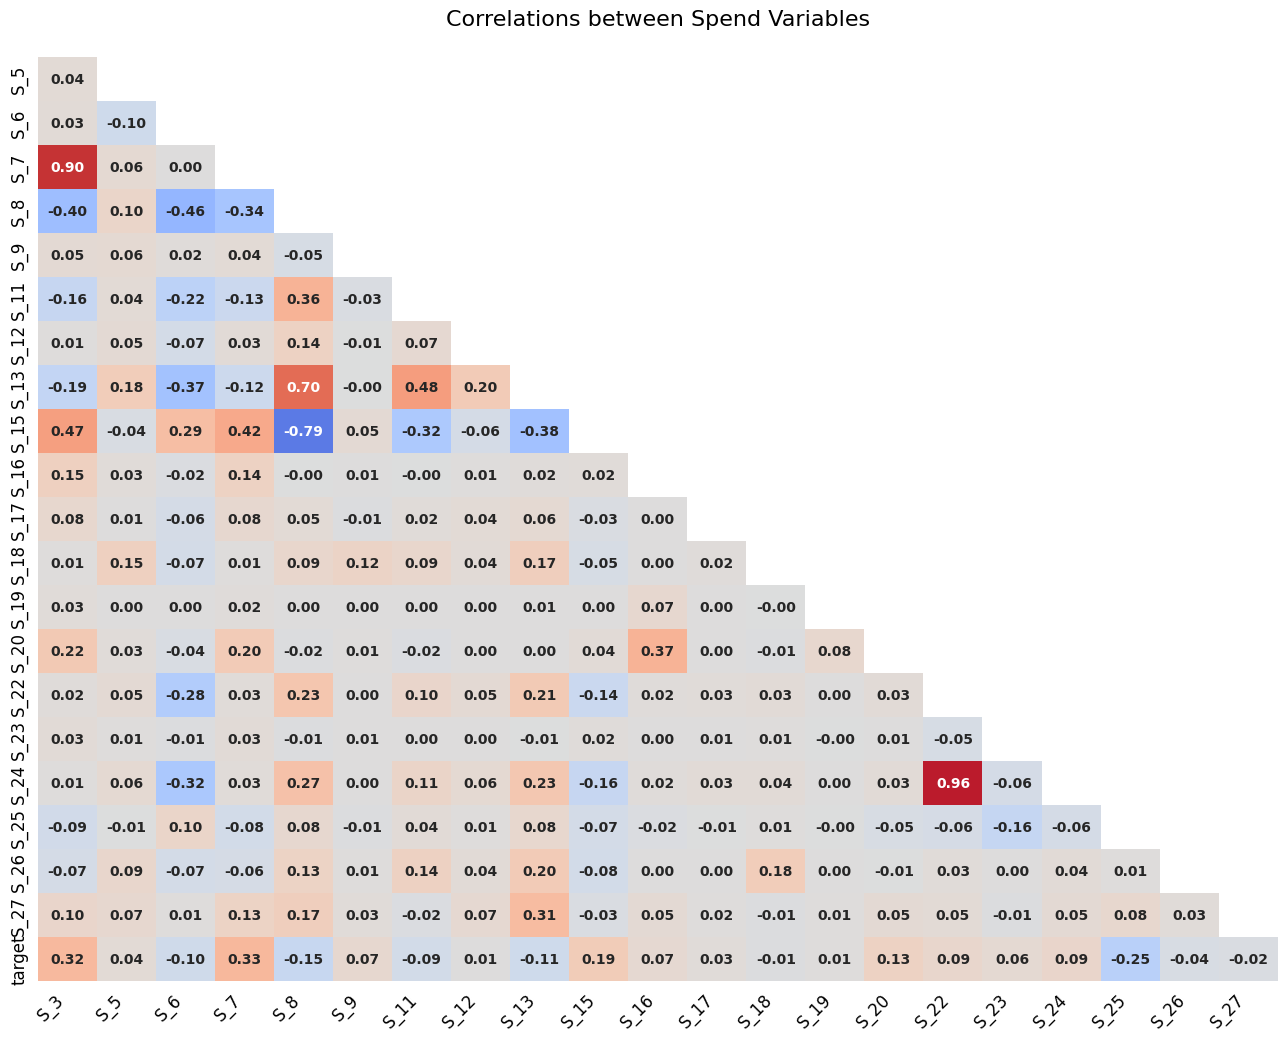 Correlations between Spend Variables
S_5 0.04
S_6 0.03 -0.10
S_7 0.90 0.06 0.00
S_8 -0.40 0.10 -0.46 -0.34
S_9 0.05 0.06 0.02 0.04 -0.05
S_11 -0.16 0.04 -0.22 -0.13 0.36 -0.03
S_12 0.01 0.05 -0.07 0.03 0.14 -0.01 0.07
S_13 -0.19 0.18 -0.37 -0.12 0.70 -0.00 0.48 0.20
S_15 0.47 -0.04 0.29 0.42 -0.79 0.05 -0.32 -0.06 -0.38
S_16 0.15 0.03 -0.02 0.14 -0.00 0.01 -0.00 0.01 0.02 0.02
S_17 0.08 0.01 -0.06 0.08 0.05 -0.01 0.02 0.04 0.06 -0.03 0.00
S_18 0.01 0.15 -0.07 0.01 0.09 0.12 0.09 0.04 0.17 -0.05 0.00 0.02
S_19 0.03 0.00 0.00 0.02 0.00 0.00 0.00 0.00 0.01 0.00 0.07 0.00 -0.00
S_20 0.22 0.03 -0.04 0.20 -0.02 0.01 -0.02 0.00 0.00 0.04 0.37 0.00 -0.01 0.08
S_22 0.02 0.05 -0.28 0.03 0.23 0.00 0.10 0.05 0.21 -0.14 0.02 0.03 0.03 0.00 0.03
S_23 0.03 0.01 -0.01 0.03 -0.01 0.01 0.00 0.00 -0.01 0.02 0.00 0.01 0.01 -0.00 0.01 -0.05
S_24 0.01 0.06 -0.32 0.03 0.27 0.00 0.11 0.06 0.23 -0.16 0.02 0.03 0.04 0.00 0.03 0.96 -0.06
S_25 -0.09 -0.01 0.10 -0.08 0.08 -0.01 0.04 0.01 0.08 -0.07 -0.02 -0.01 0.01 -0.00 -0.05 -0.06 -0.16 -0.06
S_26 -0.07 0.09 -0.07 -0.06 0.13 0.01 0.14 0.04 0.20 -0.08 0.00 0.00 0.18 0.00 -0.01 0.03 0.00 0.04 0.01
S_27 0.10 0.07 0.01 0.13 0.17 0.03 -0.02 0.07 0.31 -0.03 0.05 0.02 -0.01 0.01 0.05 0.05 -0.01 0.05 0.08 0.03
target 0.32 0.04 -0.10 0.33 -0.15 0.07 -0.09 0.01 -0.11 0.19 0.07 0.03 -0.01 0.01 0.13 0.09 0.06 0.09 -0.25 -0.04 -0.02
S_3 S_5 S_6 S_7 S_8 S_9 S_11 S_12 S_13 S_15 S_16 S_17 S_18 S_19 S_20 S_22 S_23 S_24 S_25 S_26 S_27